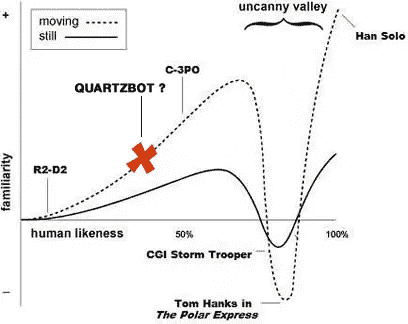 +
uncanny valley
moving
still
Han Solo
C-3PO
QUARTZBOT ?
R2-D2
familiarity
human likeness 50% 100%
CGI Storm Trooper
–
Tom Hanks in
The Polar Express